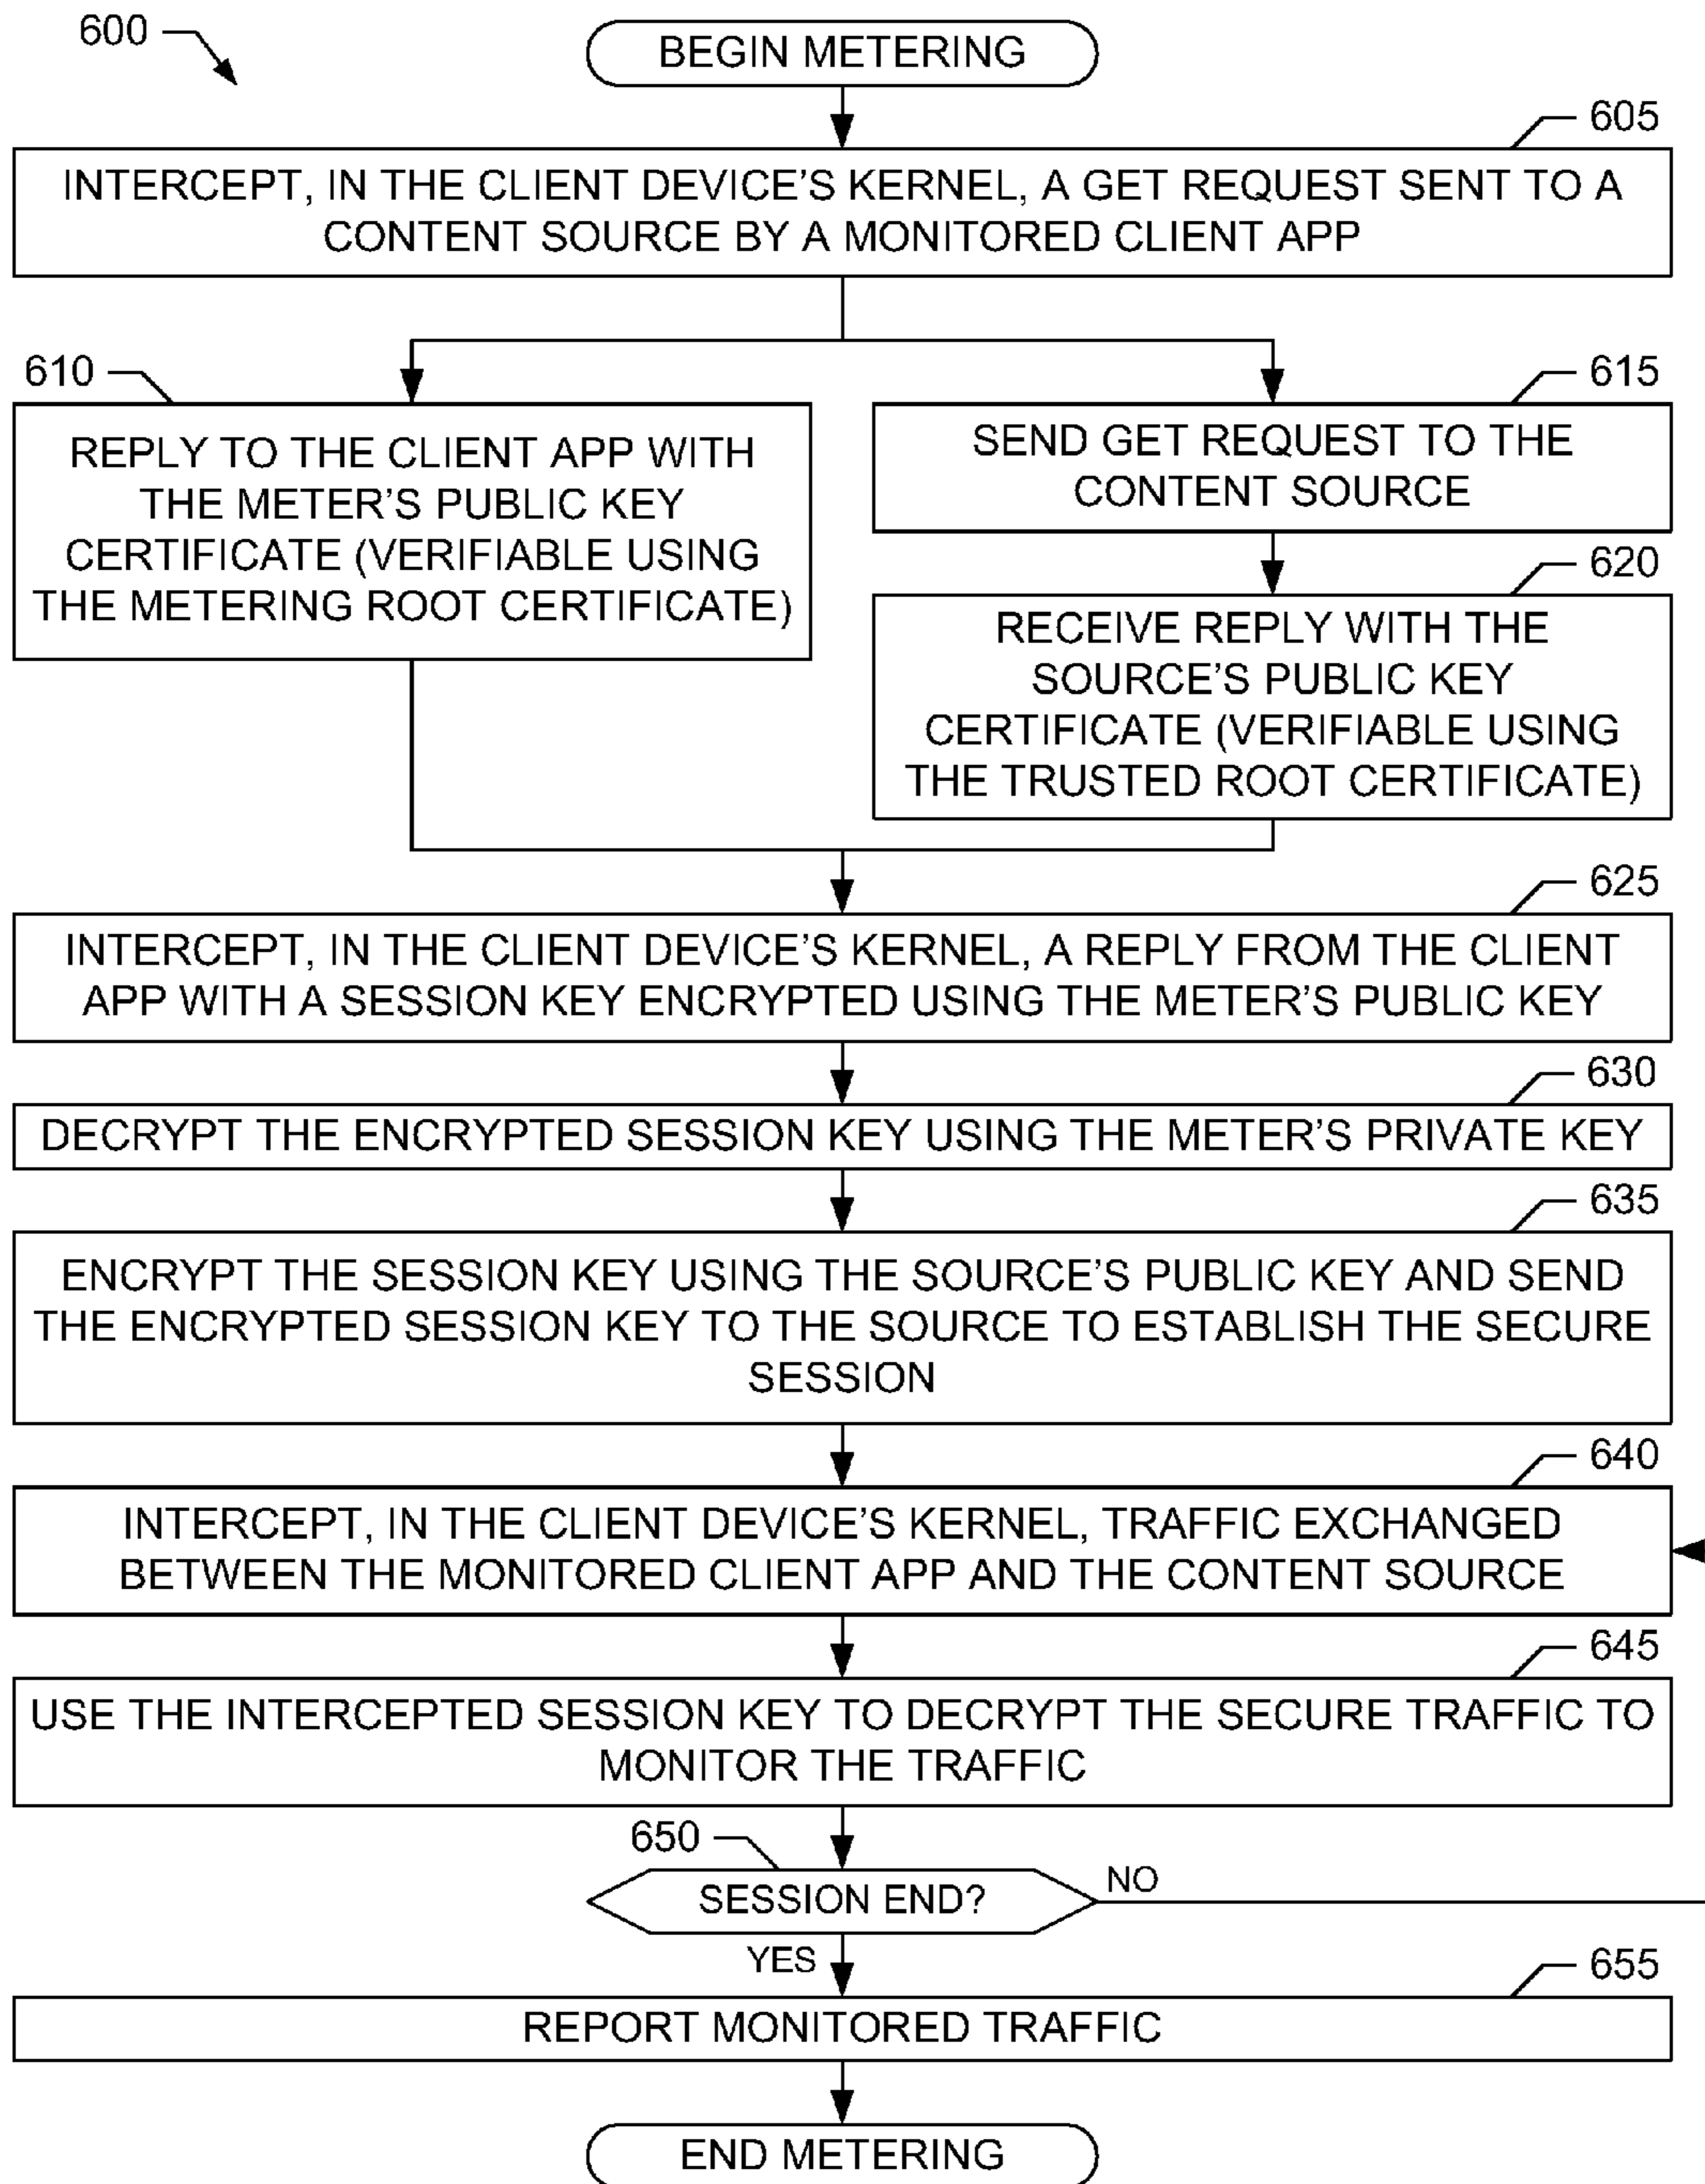 600
BEGIN METERING
605
INTERCEPT, IN THE CLIENT DEVICE'S KERNEL, A GET REQUEST SENT TO A
CONTENT SOURCE BY A MONITORED CLIENT APP
610
REPLY TO THE CLIENT APP WITH
THE METER'S PUBLIC KEY
CERTIFICATE (VERIFIABLE USING
THE METERING ROOT CERTIFICATE)
615
SEND GET REQUEST TO THE
CONTENT SOURCE
620
RECEIVE REPLY WITH THE
SOURCE'S PUBLIC KEY
CERTIFICATE (VERIFIABLE USING
THE TRUSTED ROOT CERTIFICATE)
625
INTERCEPT, IN THE CLIENT DEVICE'S KERNEL, A REPLY FROM THE CLIENT
APP WITH A SESSION KEY ENCRYPTED USING THE METER'S PUBLIC KEY
630
DECRYPT THE ENCRYPTED SESSION KEY USING THE METER'S PRIVATE KEY
635
ENCRYPT THE SESSION KEY USING THE SOURCE'S PUBLIC KEY AND SEND
THE ENCRYPTED SESSION KEY TO THE SOURCE TO ESTABLISH THE SECURE
SESSION
640
INTERCEPT, IN THE CLIENT DEVICE'S KERNEL, TRAFFIC EXCHANGED
BETWEEN THE MONITORED CLIENT APP AND THE CONTENT SOURCE
645
USE THE INTERCEPTED SESSION KEY TO DECRYPT THE SECURE TRAFFIC TO
MONITOR THE TRAFFIC
650
SESSION END?
NO
YES
655
REPORT MONITORED TRAFFIC
END METERING